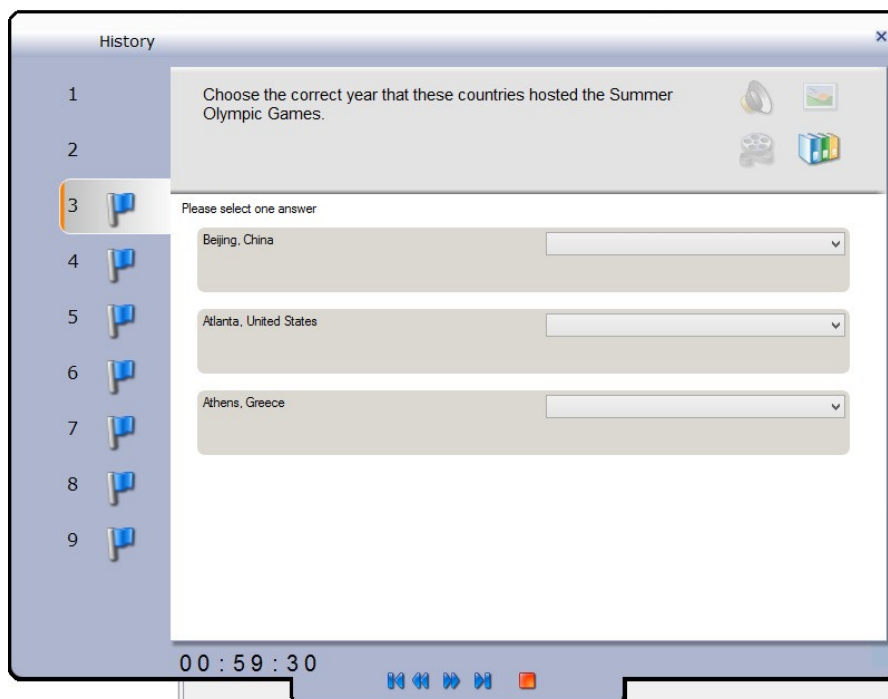 History
1
2
3
4
5
6
7
8
9
Choose the correct year that these countries hosted the Summer
Olympic Games.
Please select one answer
Beijing, China
Atlanta, United States
Athens, Greece
00:59:30